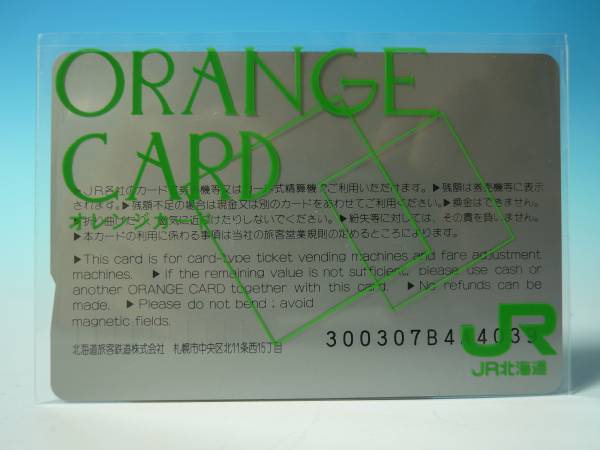 ORANGE
CARD
オレンジカード
▶JR各社のカード式券売機等又はカード式精算機でご利用いただけます。▶残額は券売機等に表示
されます。▶残額不足の場合は現金又は別のカードをあわせてご利用ください。▶換金はできません。
▶折り曲げたり、磁気に近づけたりしないでください。▶紛失等に対しては、その責を負いません。
▶本カードの利用に係わる事項は当社の旅客営業規則の定めるところによります。
▶This card is for card-type ticket vending machines and fare adjustment
machines. ▶If the remaining value is not sufficient, please use cash or
another ORANGE CARD together with this card. ▶No refunds can be
made. ▶Please do not bend; avoid
magnetic fields.
北海道旅客鉄道株式会社 札幌市中央区北11条西15丁目
300307B4A4039
JR
JR北海道